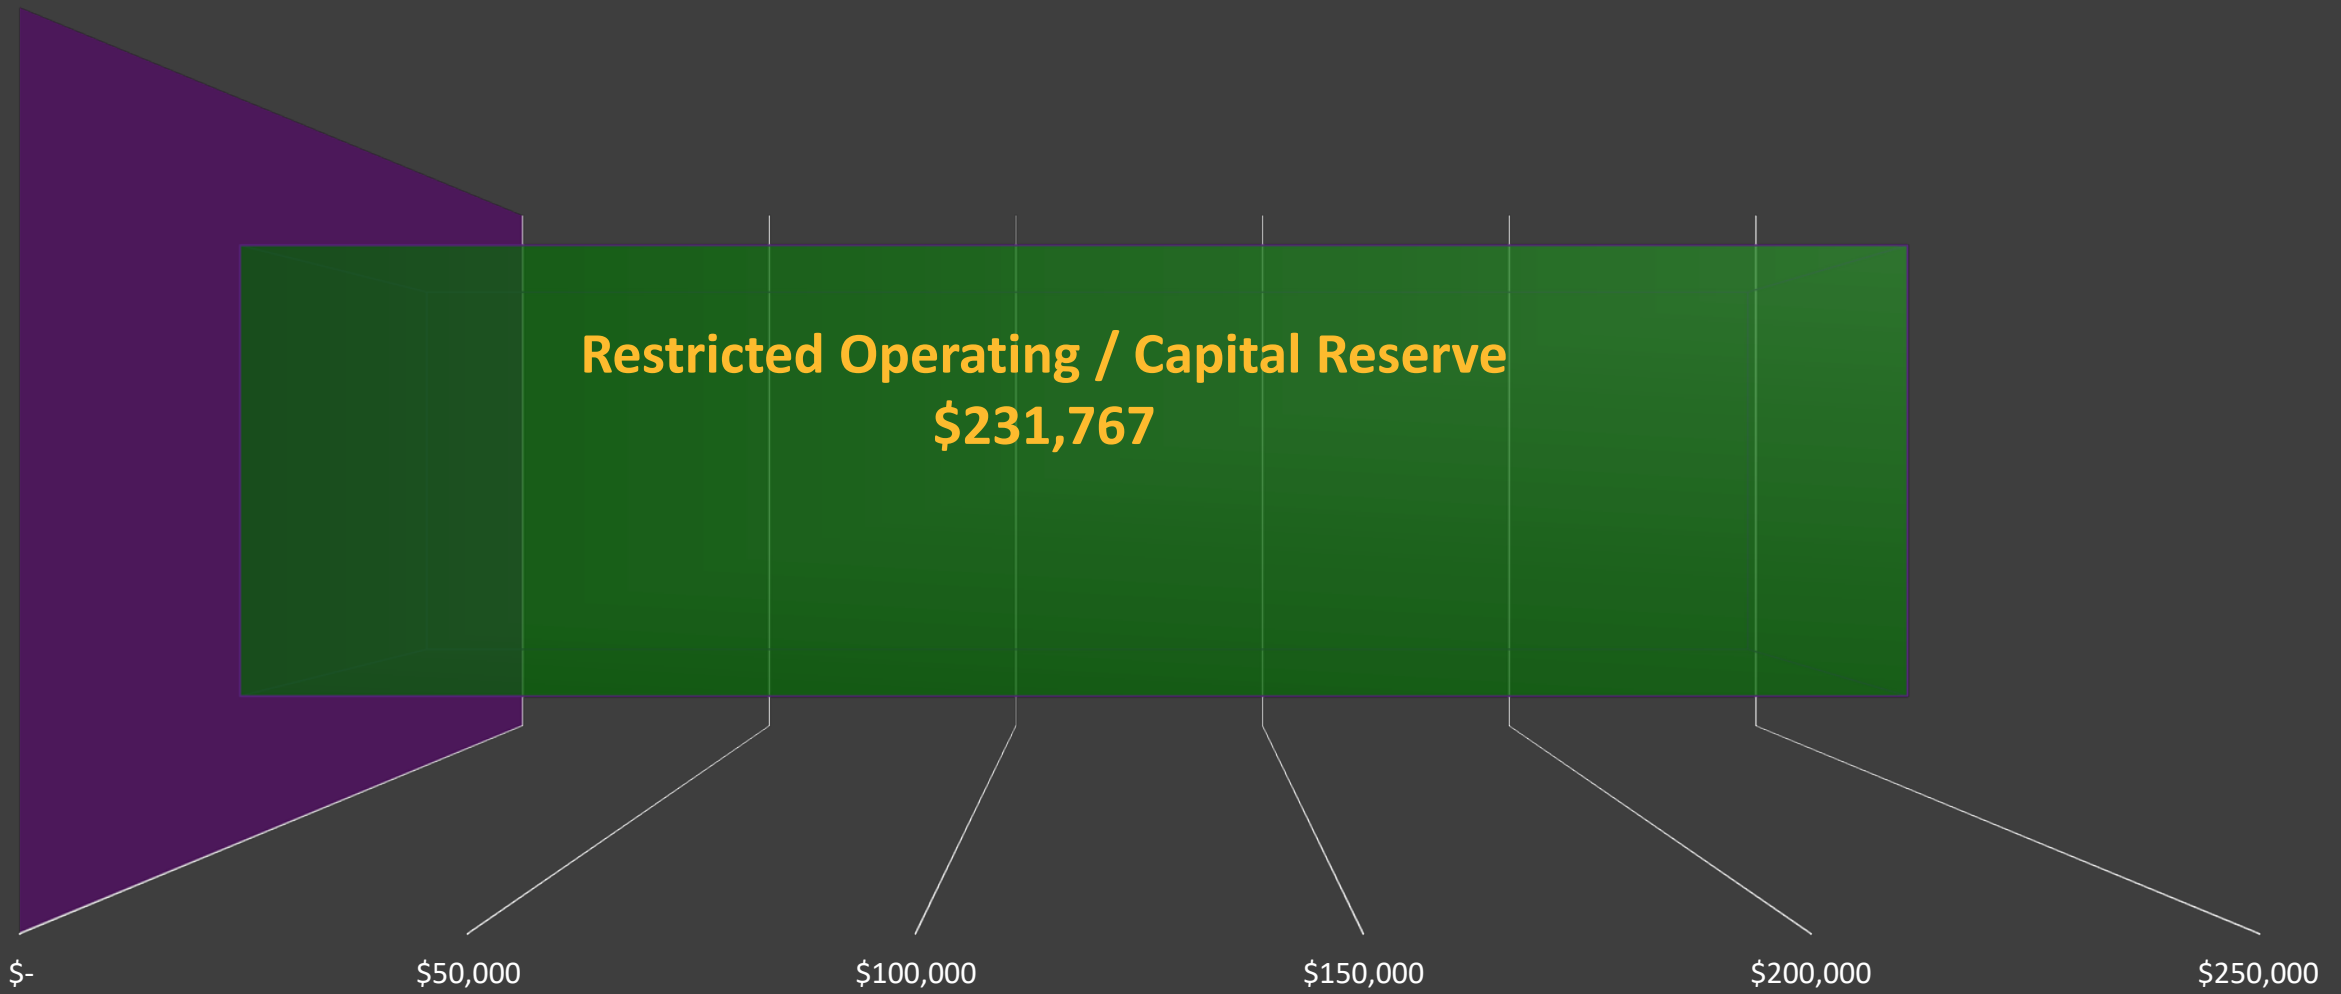 Restricted Operating / Capital Reserve
$231,767
$- $50,000 $100,000 $150,000 $200,000 $250,000